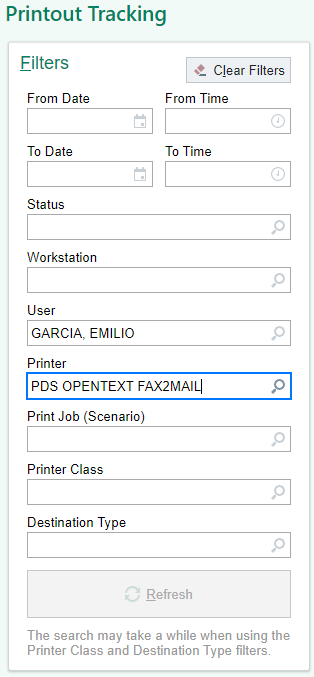 Printout Tracking
Filters
Clear Filters
From Date From Time
To Date To Time
Status
Workstation
User
GARCIA, EMILIO
Printer
PDS OPENTEXT FAX2MAIL
Print Job (Scenario)
Printer Class
Destination Type
Refresh
The search may take a while when using the
Printer Class and Destination Type filters.